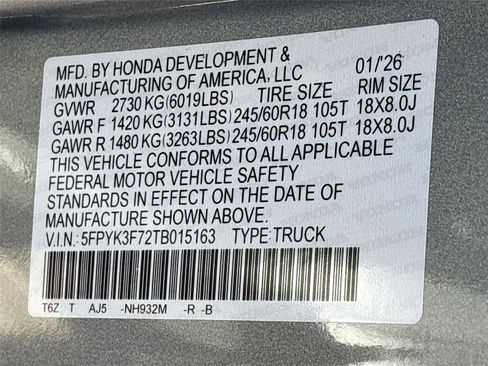 MFD. BY HONDA DEVELOPMENT & 01/'26
MANUFACTURING OF AMERICA, LLC
GVWR 2730 KG(6019LBS) TIRE SIZE RIM SIZE
GAWR F 1420 KG(3131LBS) 245/60R18 105T 18X8.0J
GAWR R 1480 KG(3263LBS) 245/60R18 105T 18X8.0J
THIS VEHICLE CONFORMS TO ALL APPLICABLE
FEDERAL MOTOR VEHICLE SAFETY
STANDARDS IN EFFECT ON THE DATE OF
MANUFACTURE SHOWN ABOVE.
V.I.N.: 5FPYK3F72TB015163 TYPE: TRUCK
T6Z T AJ5 -NH932M -R -B